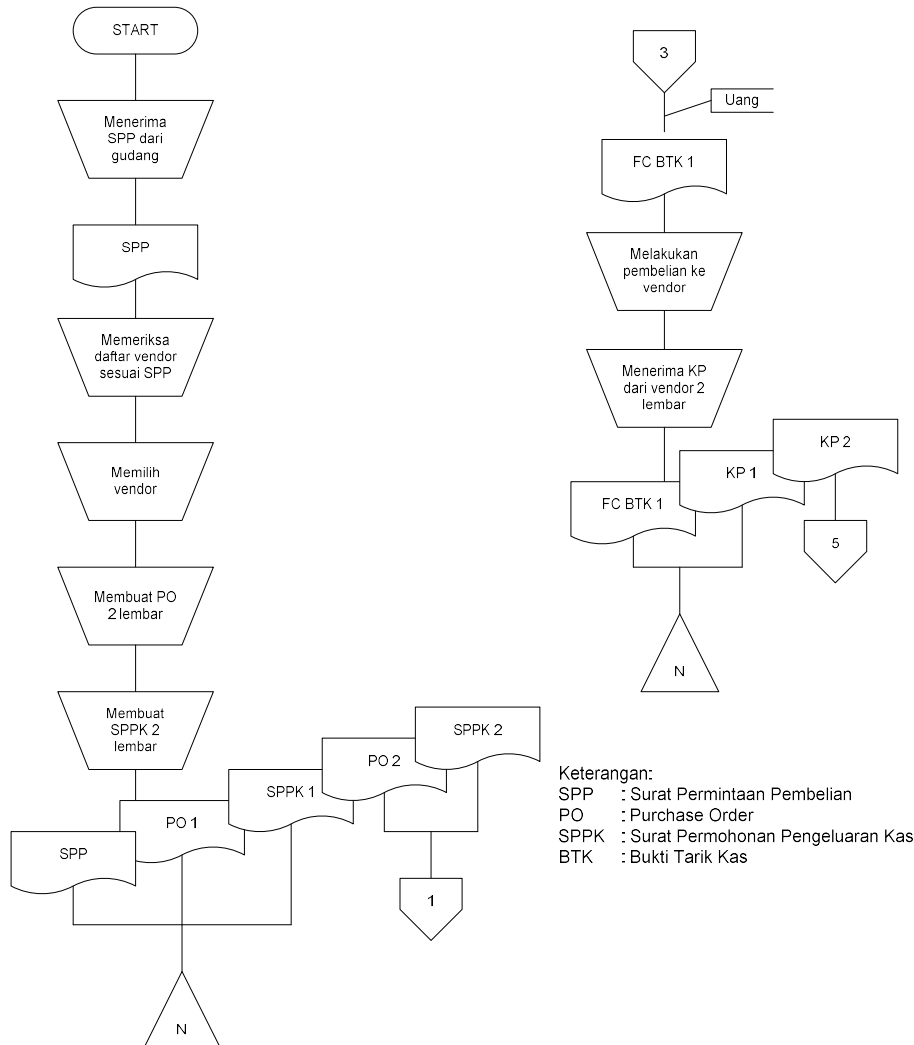 START
Menerima
SPP dari
gudang
SPP
Memeriksa
daftar vendor
sesuai SPP
Memilih
vendor
Membuat PO
2 lembar
Membuat
SPPK 2
lembar
SPP
PO 1
SPPK 1
PO 2
SPPK 2
1
N
3
Uang
FC BTK 1
Melakukan
pembelian ke
vendor
Menerima KP
dari vendor 2
lembar
FC BTK 1
KP 1
KP 2
5
N
Keterangan:
SPP : Surat Permintaan Pembelian
PO : Purchase Order
SPPK : Surat Permohonan Pengeluaran Kas
BTK : Bukti Tarik Kas